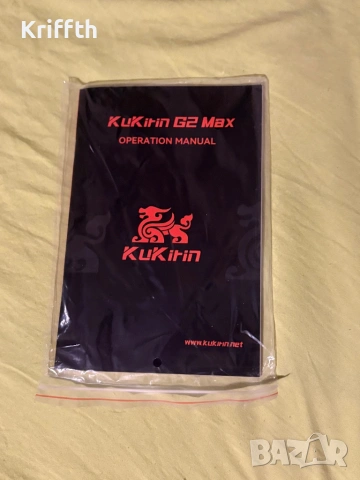 Kriffth
KuKirin G2 Max
OPERATION MANUAL
KuKirin
www.kukirin.net
BAZAR